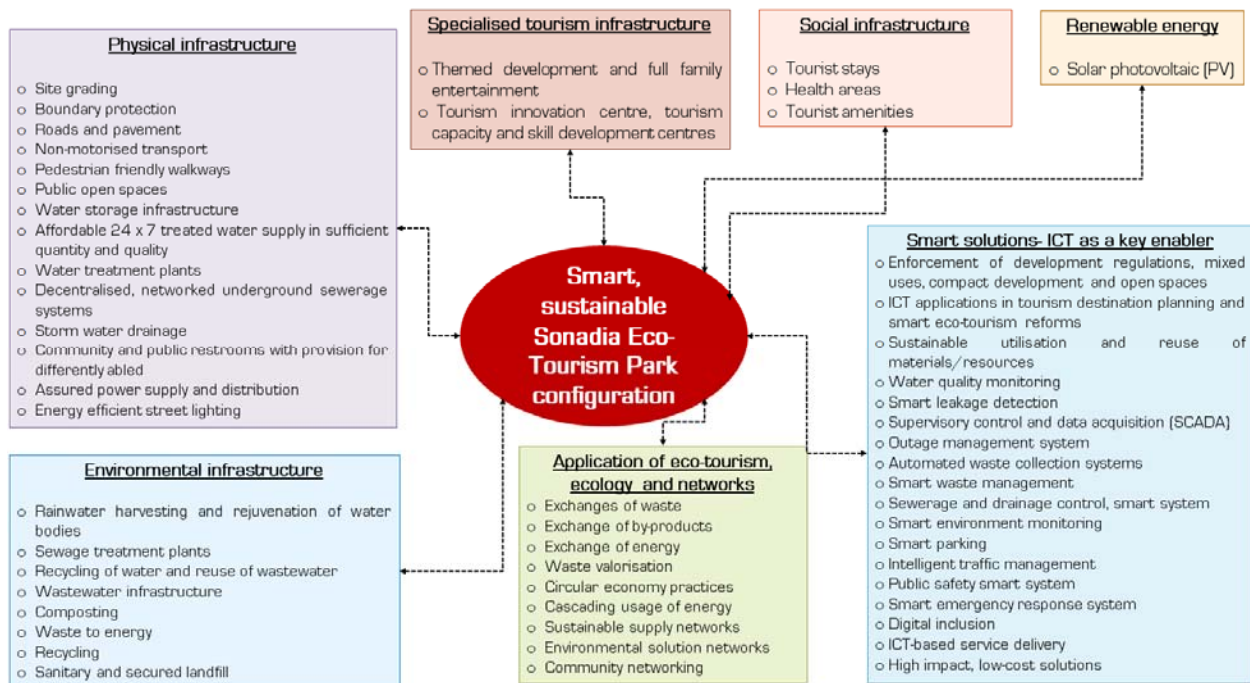 Physical infrastructure
o Site grading
o Boundary protection
o Roads and pavement
o Non-motorised transport
o Pedestrian friendly walkways
o Public open spaces
o Water storage infrastructure
o Affordable 24 x 7 treated water supply in sufficient
quantity and quality
o Water treatment plants
o Decentralised, networked underground sewerage
systems
o Storm water drainage
o Community and public restrooms with provision for
differently abled
o Assured power supply and distribution
o Energy efficient street lighting
Specialised tourism infrastructure
o Themed development and full family
entertainment
o Tourism innovation centre, tourism
capacity and skill development centres
Social infrastructure
o Tourist stays
o Health areas
o Tourist amenities
Renewable energy
o Solar photovoltaic (PV)
Smart,
sustainable
Sonadia Eco-
Tourism Park
configuration
Smart solutions- ICT as a key enabler
o Enforcement of development regulations, mixed
uses, compact development and open spaces
o ICT applications in tourism destination planning and
smart eco-tourism reforms
o Sustainable utilisation and reuse of
materials/resources
o Water quality monitoring
o Smart leakage detection
o Supervisory control and data acquisition (SCADA)
o Outage management system
o Automated waste collection systems
o Smart waste management
o Sewerage and drainage control, smart system
o Smart environment monitoring
o Smart parking
o Intelligent traffic management
o Public safety smart system
o Smart emergency response system
o Digital inclusion
o ICT-based service delivery
o High impact, low-cost solutions
Environmental infrastructure
o Rainwater harvesting and rejuvenation of water
bodies
o Sewage treatment plants
o Recycling of water and reuse of wastewater
o Wastewater infrastructure
o Composting
o Waste to energy
o Recycling
o Sanitary and secured landfill
Application of eco-tourism,
ecology and networks
o Exchanges of waste
o Exchange of by-products
o Exchange of energy
o Waste valorisation
o Circular economy practices
o Cascading usage of energy
o Sustainable supply networks
o Environmental solution networks
o Community networking